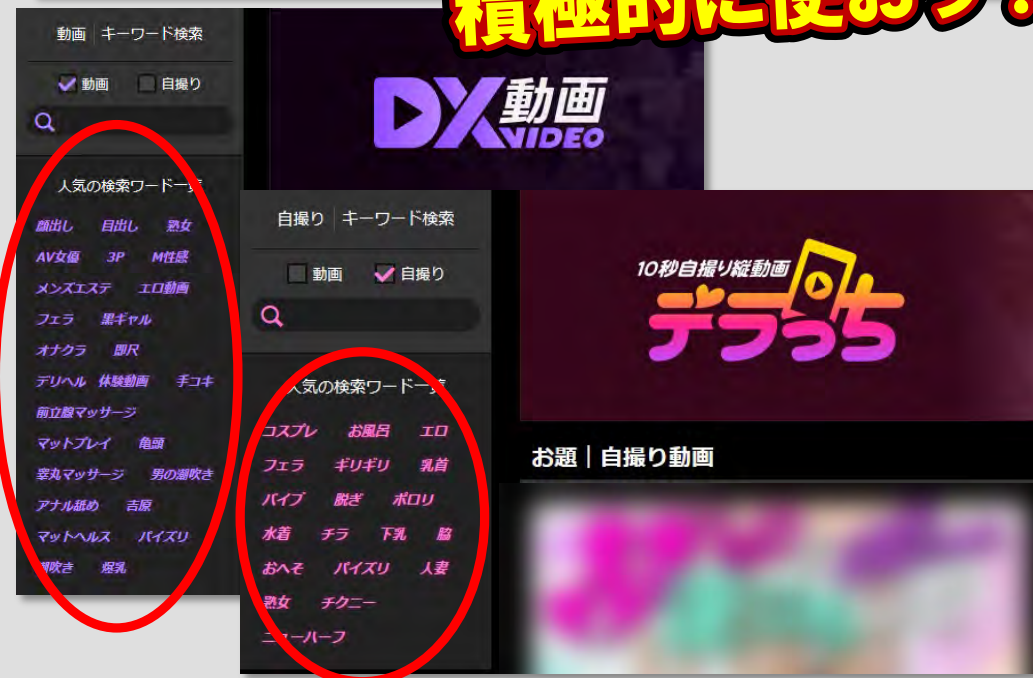 積極的に使おう!
動画 キーワード検索
動画 自撮り
人気の検索ワード一覧
顔出し 目出し 熟女
AV女優 3P M性感
メンズエステ エロ動画
フェラ 黒ギャル
オナクラ 即尺
デリヘル 体験動画 手コキ
前立腺マッサージ
マットプレイ 亀頭
睾丸マッサージ 男の潮吹き
アナル舐め 吉原
マットヘルス パイズリ
潮吹き 爆乳
DX動画
VIDEO
自撮り キーワード検索
動画 自撮り
人気の検索ワード一覧
コスプレ お風呂 エロ
フェラ ギリギリ 乳首
バイブ 脱ぎ ポロリ
水着 チラ 下乳 脇
おへそ パイズリ 人妻
熟女 チクニー
ニューハーフ
10秒自撮り縦動画
デラっち
お題|自撮り動画